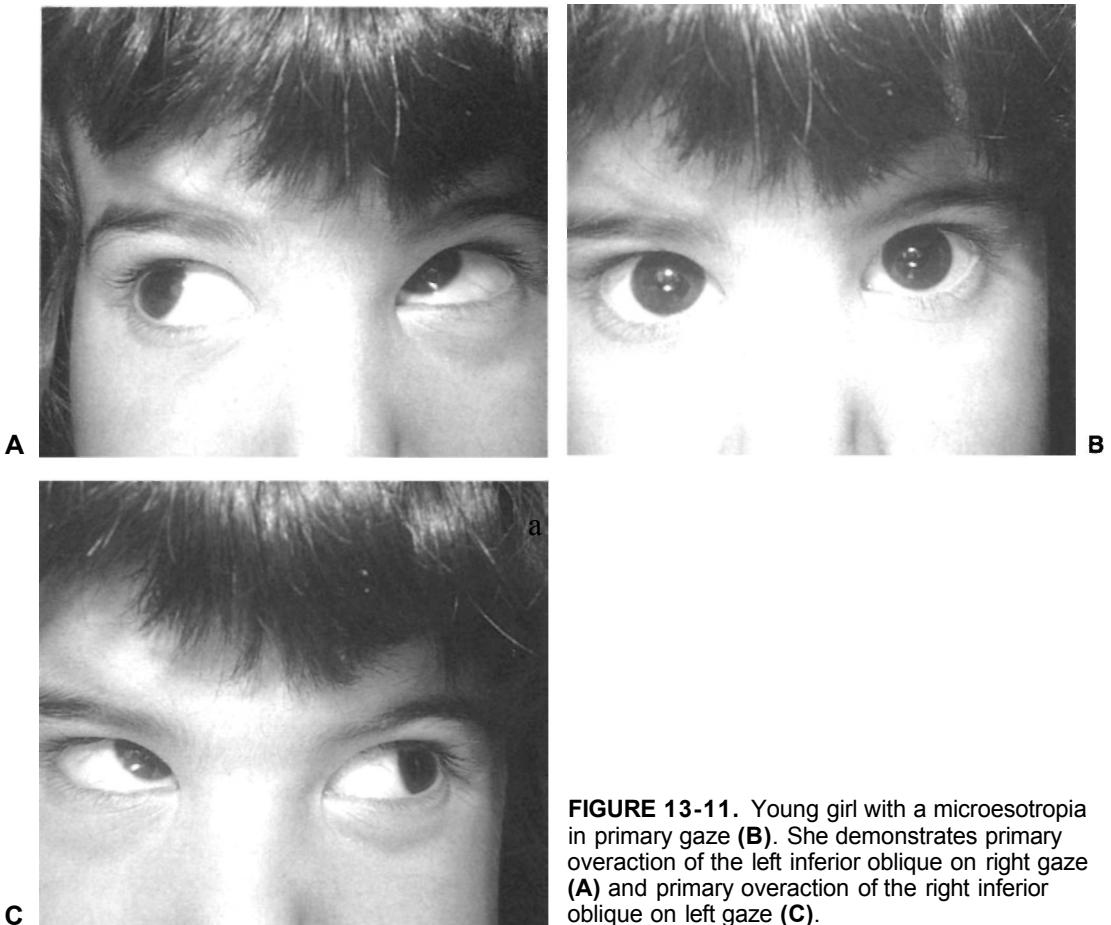 A
B
a
C
FIGURE 13-11. Young girl with a microesotropia
in primary gaze (B). She demonstrates primary
overaction of the left inferior oblique on right gaze
(A) and primary overaction of the right inferior
oblique on left gaze (C).